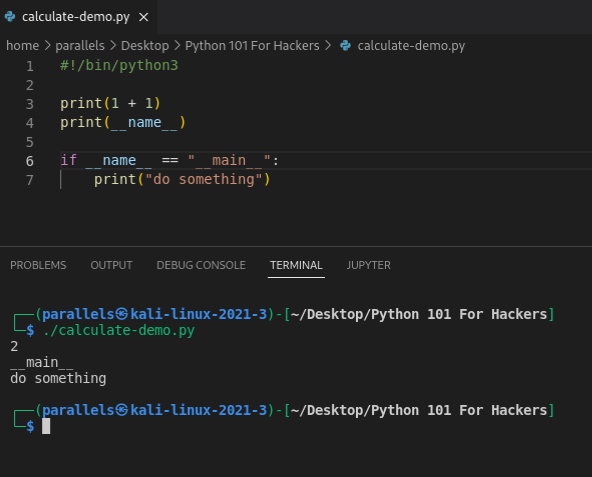 calculate-demo.py ×
home > parallels > Desktop > Python 101 For Hackers > calculate-demo.py
1 #!/bin/python3
2
3 print(1 + 1)
4 print(__name__)
5
6 if __name__ == "__main__":
7     print("do something")
PROBLEMS OUTPUT DEBUG CONSOLE TERMINAL JUPYTER
┌──(parallels㉿kali-linux-2021-3)-[~/Desktop/Python 101 For Hackers]
└─$ ./calculate-demo.py
2
__main__
do something
┌──(parallels㉿kali-linux-2021-3)-[~/Desktop/Python 101 For Hackers]
└─$